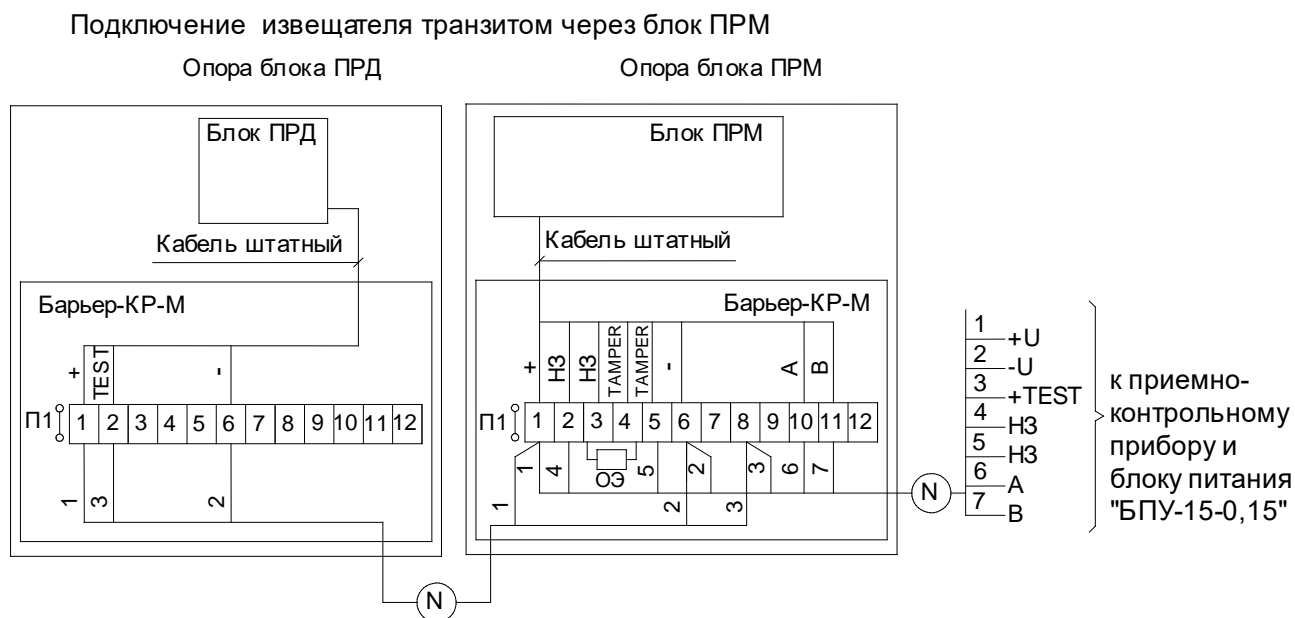 Подключение извещателя транзитом через блок ПРМ
Опора блока ПРД
Опора блока ПРМ
Блок ПРД
Кабель штатный
Барьер-КР-М
+
TEST
-
П1
1 2 3 4 5 6 7 8 9 10 11 12
1
3
2
N
Блок ПРМ
Кабель штатный
Барьер-КР-М
+
НЗ
НЗ
TAMPER
TAMPER
-
A
B
П1
1 2 3 4 5 6 7 8 9 10 11 12
1
4
ОЭ
5
2
3
6
7
1
2
3
N
1 +U
2 -U
3 +TEST
4 НЗ
5 НЗ
6 A
7 B
к приемно-
контрольному
прибору и
блоку питания
"БПУ-15-0,15"